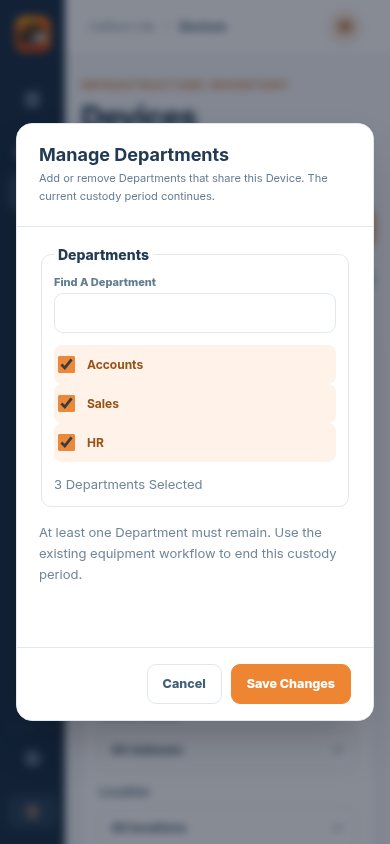 Devices
Manage Departments
Add or remove Departments that share this Device. The
current custody period continues.
Departments
Find A Department
Accounts
Sales
HR
3 Departments Selected
At least one Department must remain. Use the
existing equipment workflow to end this custody
period.
Cancel
Save Changes